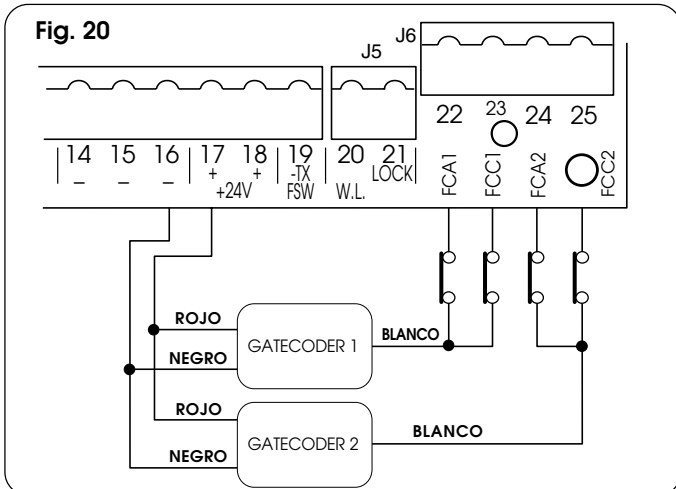 Fig. 20
J6
J5
22 23 24 25
14 15 16 17 18 19 20 21
– – – + + -TX LOCK
+24V FSW W.L.
FCA1 FCC1 FCA2 FCC2
ROJO
GATECODER 1
BLANCO
NEGRO
ROJO
GATECODER 2
BLANCO
NEGRO